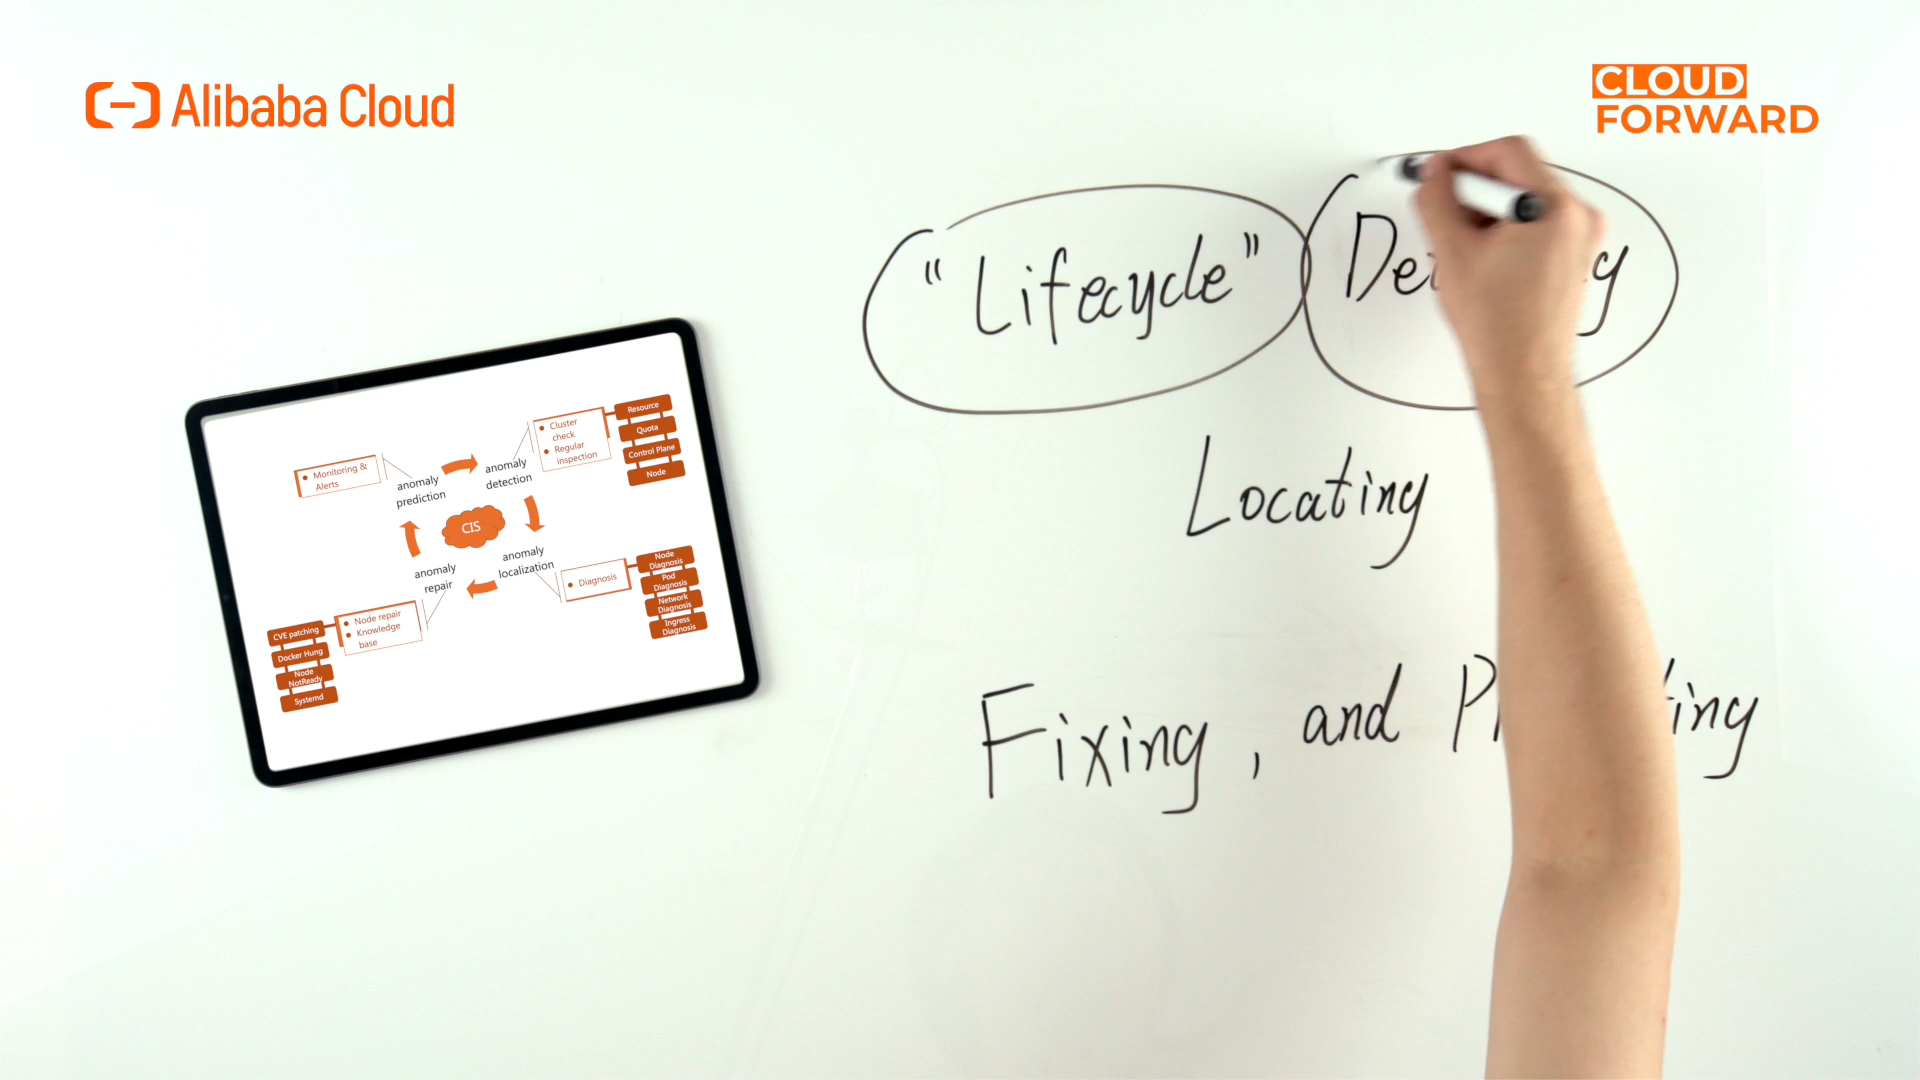 Alibaba Cloud
CLOUD
FORWARD
"Lifecycle"
Locating
Fixing, and
Monitoring &
Alerts
anomaly
prediction
anomaly
detection
Cluster
check
Regular
inspection
Resource
Quota
Control Plane
Node
CIS
anomaly
repair
anomaly
localization
Diagnosis
Node
Diagnosis
Pod
Diagnosis
Network
Diagnosis
Ingress
Diagnosis
Node repair
Knowledge
base
CVE patching
Docker Hung
Node
NotReady
Systemd